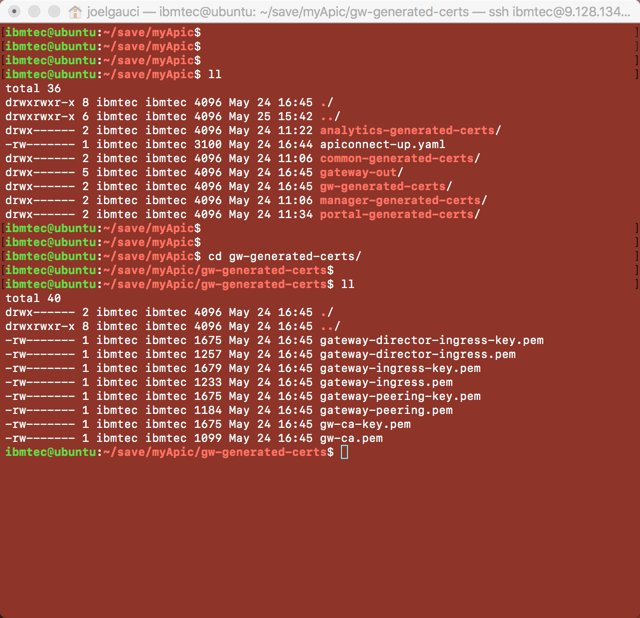 joelgauci — ibmtec@ubuntu: ~/save/myApic/gw-generated-certs — ssh ibmtec@9.128.134...
ibmtec@ubuntu:~/save/myApic$
ibmtec@ubuntu:~/save/myApic$
ibmtec@ubuntu:~/save/myApic$
ibmtec@ubuntu:~/save/myApic$ ll
total 36
drwxrwxr-x 8 ibmtec ibmtec 4096 May 24 16:45 ./
drwxrwxr-x 6 ibmtec ibmtec 4096 May 25 15:42 ../
drwx------ 2 ibmtec ibmtec 4096 May 24 11:22 analytics-generated-certs/
-rw------- 1 ibmtec ibmtec 3100 May 24 16:44 apiconnect-up.yaml
drwx------ 2 ibmtec ibmtec 4096 May 24 11:06 common-generated-certs/
drwx------ 5 ibmtec ibmtec 4096 May 24 16:45 gateway-out/
drwx------ 2 ibmtec ibmtec 4096 May 24 16:45 gw-generated-certs/
drwx------ 2 ibmtec ibmtec 4096 May 24 11:06 manager-generated-certs/
drwx------ 2 ibmtec ibmtec 4096 May 24 11:34 portal-generated-certs/
ibmtec@ubuntu:~/save/myApic$
ibmtec@ubuntu:~/save/myApic$
ibmtec@ubuntu:~/save/myApic$ cd gw-generated-certs/
ibmtec@ubuntu:~/save/myApic/gw-generated-certs$
ibmtec@ubuntu:~/save/myApic/gw-generated-certs$ ll
total 40
drwx------ 2 ibmtec ibmtec 4096 May 24 16:45 ./
drwxrwxr-x 8 ibmtec ibmtec 4096 May 24 16:45 ../
-rw------- 1 ibmtec ibmtec 1675 May 24 16:45 gateway-director-ingress-key.pem
-rw------- 1 ibmtec ibmtec 1257 May 24 16:45 gateway-director-ingress.pem
-rw------- 1 ibmtec ibmtec 1679 May 24 16:45 gateway-ingress-key.pem
-rw------- 1 ibmtec ibmtec 1233 May 24 16:45 gateway-ingress.pem
-rw------- 1 ibmtec ibmtec 1675 May 24 16:45 gateway-peering-key.pem
-rw------- 1 ibmtec ibmtec 1184 May 24 16:45 gateway-peering.pem
-rw------- 1 ibmtec ibmtec 1675 May 24 16:45 gw-ca-key.pem
-rw------- 1 ibmtec ibmtec 1099 May 24 16:45 gw-ca.pem
ibmtec@ubuntu:~/save/myApic/gw-generated-certs$